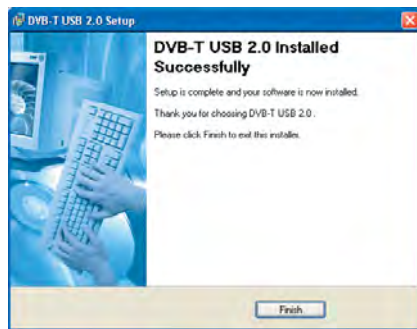 DVB-T USB 2.0 Setup
DVB-T USB 2.0 Installed
Successfully
Setup is complete and your software is now installed.
Thank you for choosing DVB-T USB 2.0 .
Please click Finish to exit this installer.
Finish